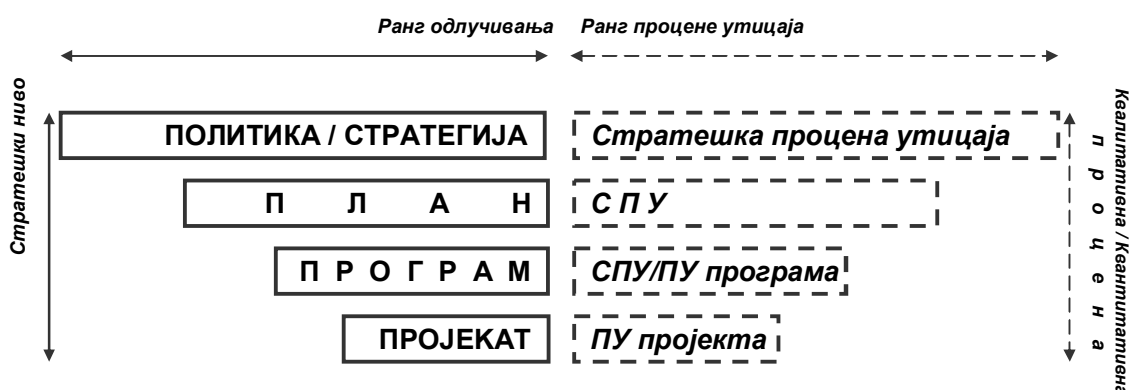 Ранг одлучивања Ранг процене утицаја
Стратешки ниво
ПОЛИТИКА / СТРАТЕГИЈА Стратешка процена утицаја
П Л А Н С П У
П Р О Г Р А М СПУ/ПУ програма
ПРОЈЕКАТ ПУ пројекта
п р о ц е н а
Квалитативна / Квантитативна